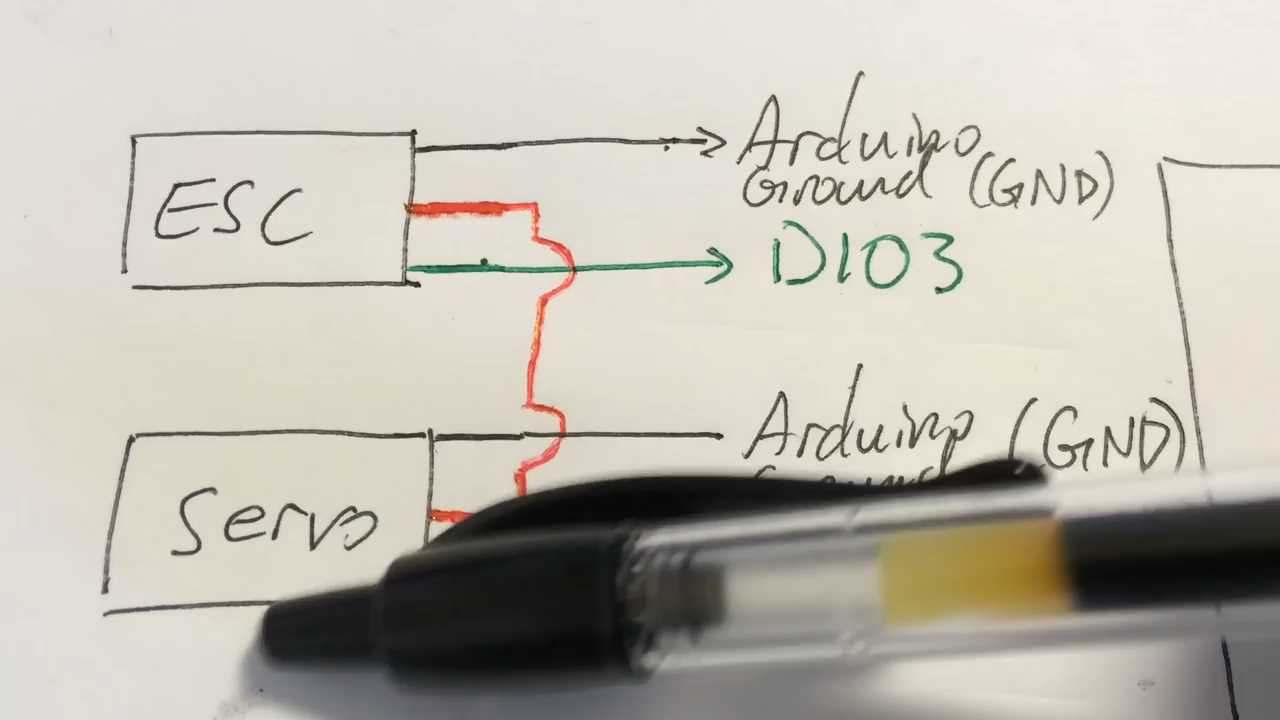 Arduino
Ground (GND)
ESC
DIO3
Arduino (GND)
Servo